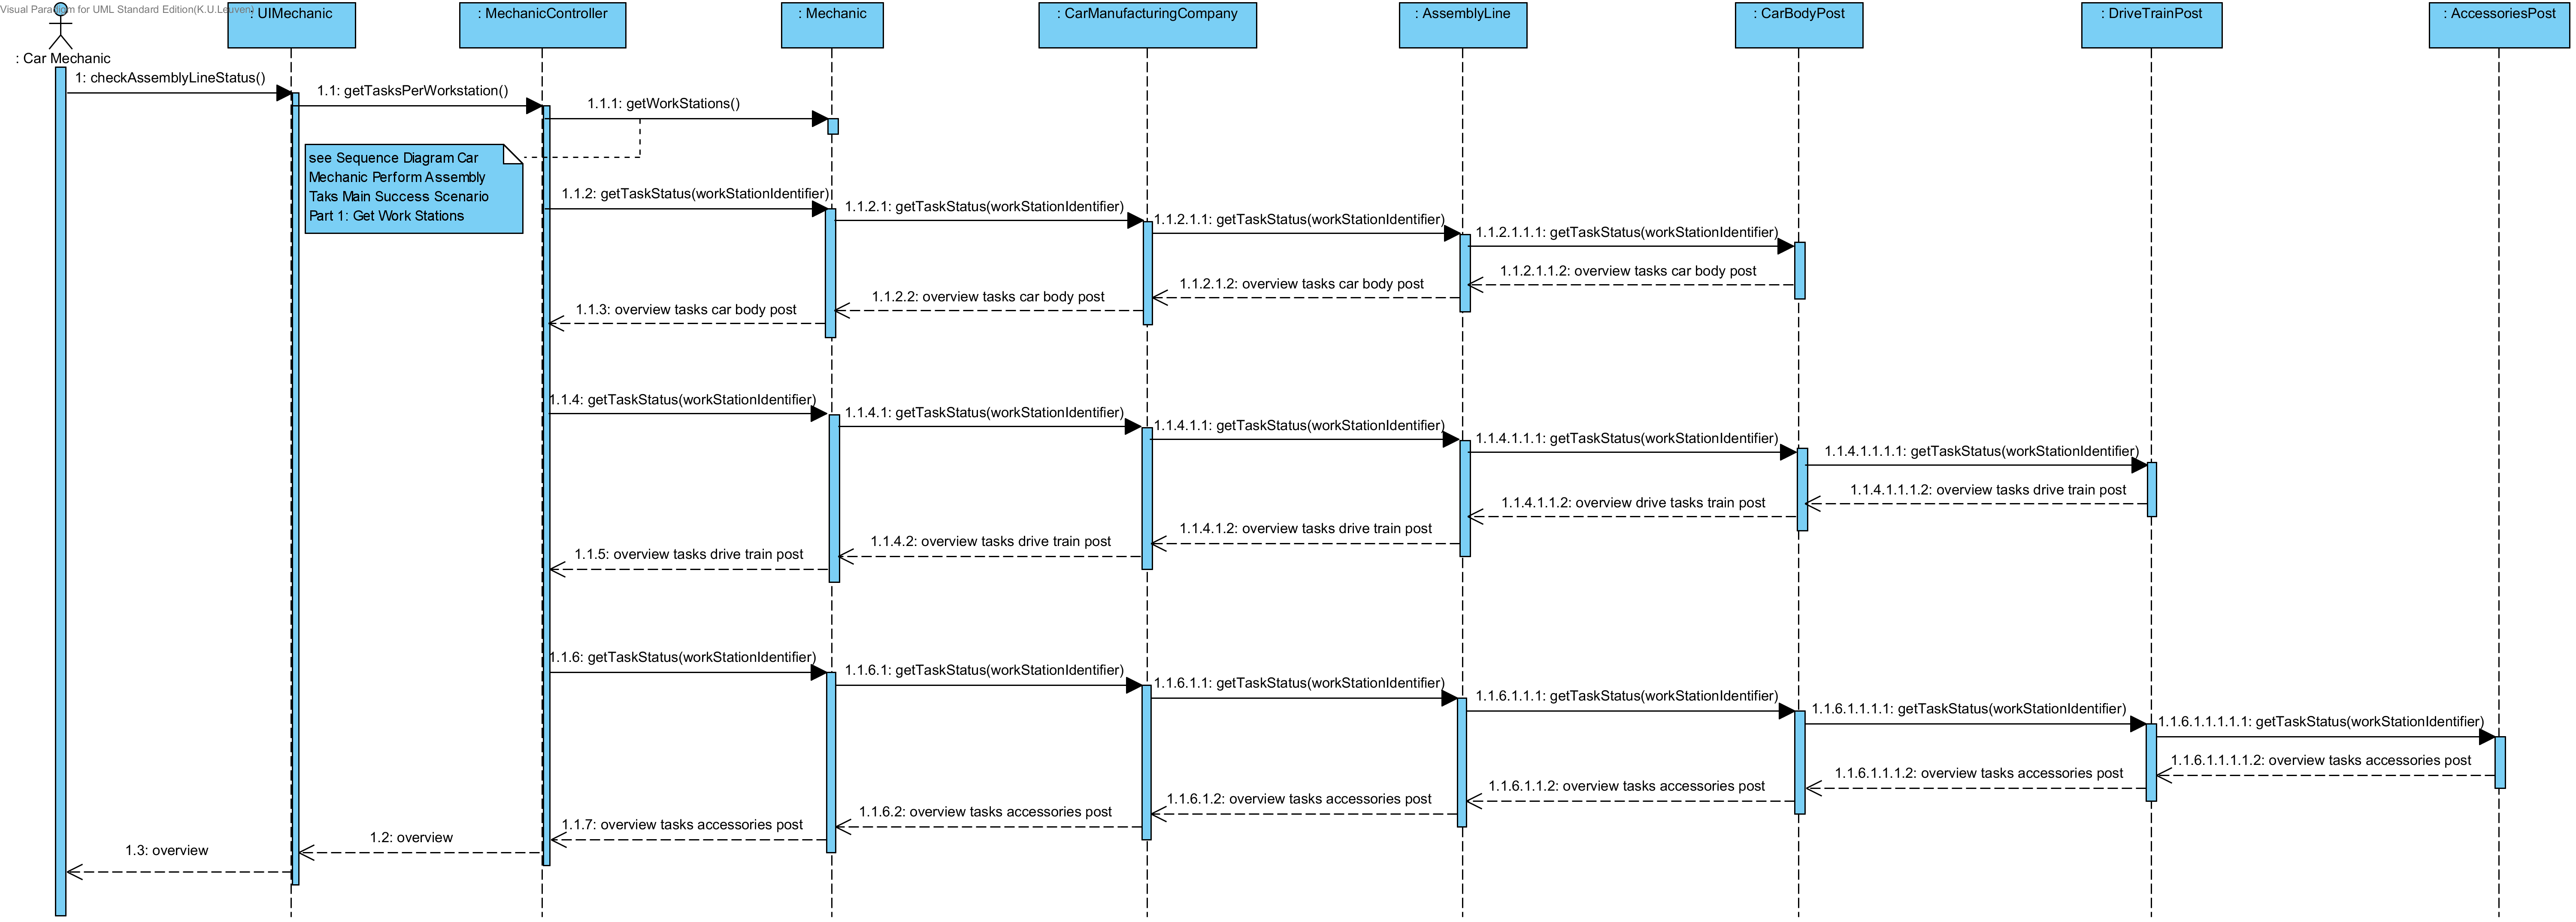 Visual Paradigm for UML Standard Edition(K.U.Leuven)
: Car Mechanic
: UIMechanic
: MechanicController
: Mechanic
: CarManufacturingCompany
: AssemblyLine
: CarBodyPost
: DriveTrainPost
: AccessoriesPost
1: checkAssemblyLineStatus()
1.1: getTasksPerWorkstation()
1.1.1: getWorkStations()
see Sequence Diagram Car
Mechanic Perform Assembly
Taks Main Success Scenario
Part 1: Get Work Stations
1.1.2: getTaskStatus(workStationIdentifier)
1.1.2.1: getTaskStatus(workStationIdentifier)
1.1.2.1.1: getTaskStatus(workStationIdentifier)
1.1.2.1.1.1: getTaskStatus(workStationIdentifier)
1.1.2.1.1.2: overview tasks car body post
1.1.2.1.2: overview tasks car body post
1.1.2.2: overview tasks car body post
1.1.3: overview tasks car body post
1.1.4: getTaskStatus(workStationIdentifier)
1.1.4.1: getTaskStatus(workStationIdentifier)
1.1.4.1.1: getTaskStatus(workStationIdentifier)
1.1.4.1.1.1: getTaskStatus(workStationIdentifier)
1.1.4.1.1.1.1: getTaskStatus(workStationIdentifier)
1.1.4.1.1.1.2: overview tasks drive train post
1.1.4.1.1.2: overview drive tasks train post
1.1.4.1.2: overview tasks drive train post
1.1.4.2: overview tasks drive train post
1.1.5: overview tasks drive train post
1.1.6: getTaskStatus(workStationIdentifier)
1.1.6.1: getTaskStatus(workStationIdentifier)
1.1.6.1.1: getTaskStatus(workStationIdentifier)
1.1.6.1.1.1: getTaskStatus(workStationIdentifier)
1.1.6.1.1.1.1: getTaskStatus(workStationIdentifier)
1.1.6.1.1.1.1.1: getTaskStatus(workStationIdentifier)
1.1.6.1.1.1.1.2: overview tasks accessories post
1.1.6.1.1.1.2: overview tasks accessories post
1.1.6.1.1.2: overview tasks accessories post
1.1.6.1.2: overview tasks accessories post
1.1.6.2: overview tasks accessories post
1.1.7: overview tasks accessories post
1.2: overview
1.3: overview